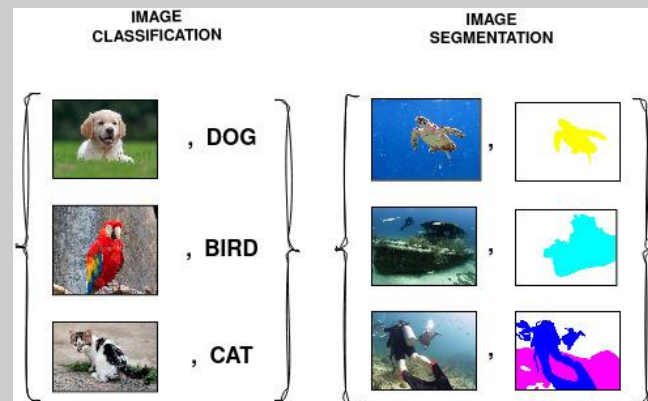 IMAGE
CLASSIFICATION
, DOG
, BIRD
, CAT
IMAGE
SEGMENTATION
,
,
,